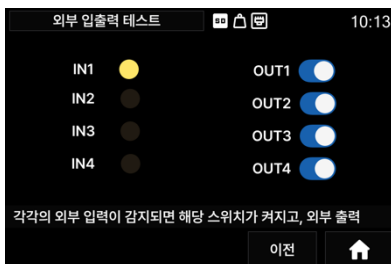 외부 입출력 테스트
10:13
IN1
OUT1
IN2
OUT2
IN3
OUT3
IN4
OUT4
각각의 외부 입력이 감지되면 해당 스위치가 켜지고, 외부 출력
이전